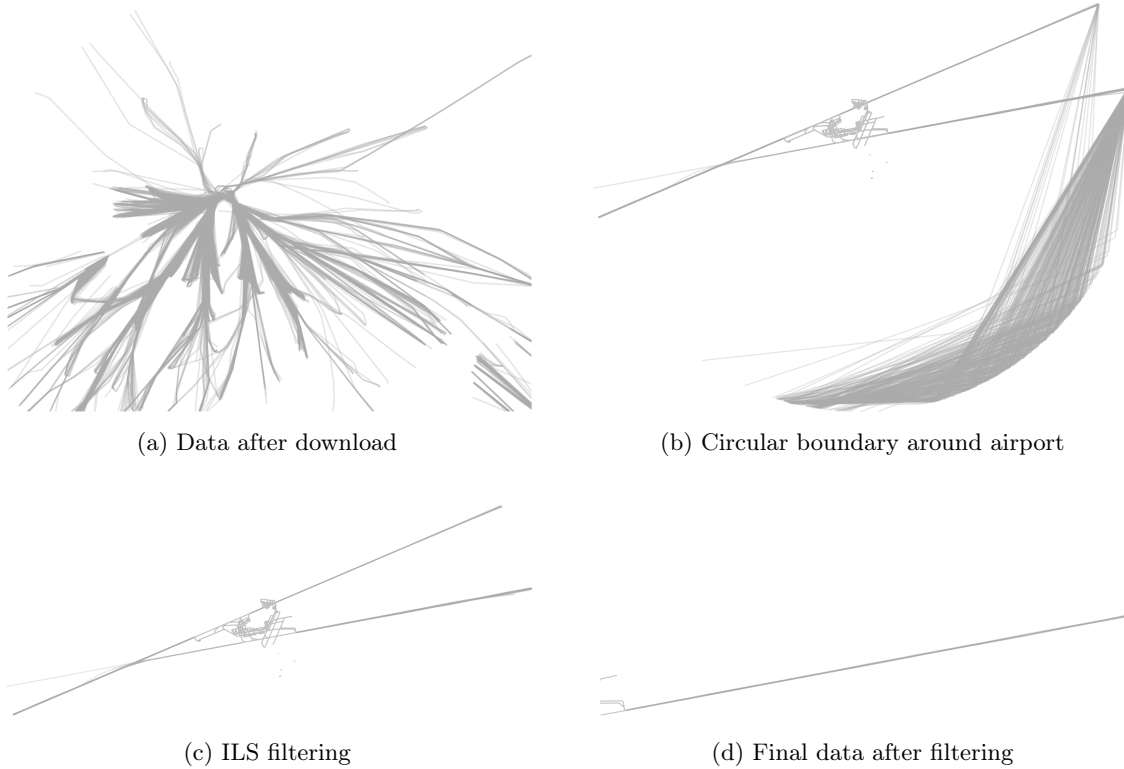 (a) Data after download
(b) Circular boundary around airport
(c) ILS filtering
(d) Final data after filtering